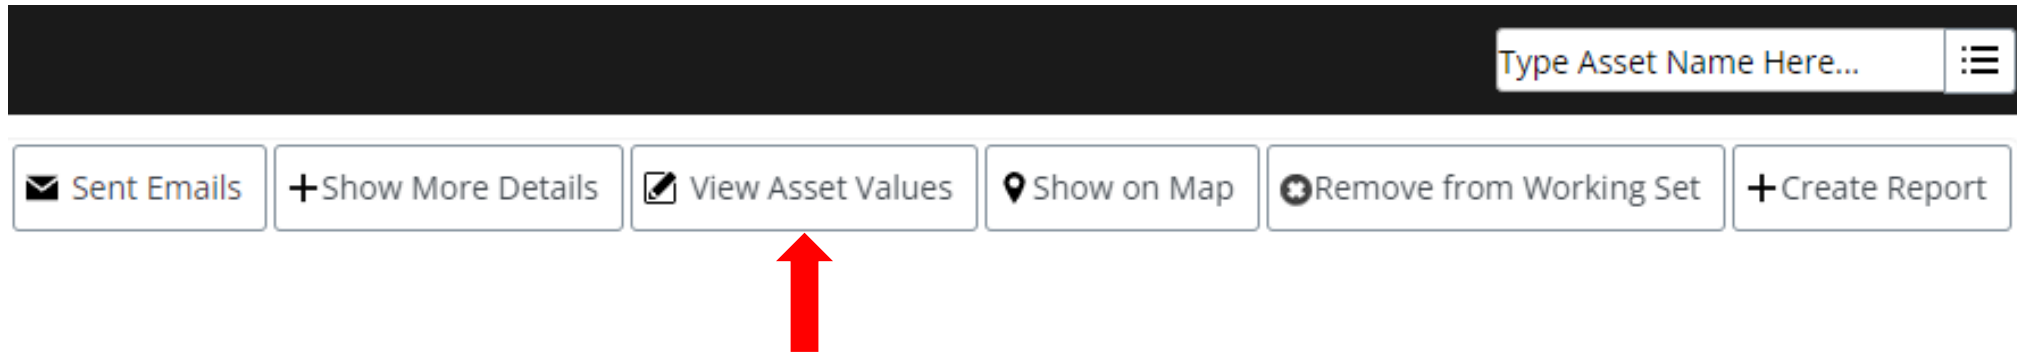 Type Asset Name Here...
Sent Emails Show More Details View Asset Values Show on Map Remove from Working Set Create Report